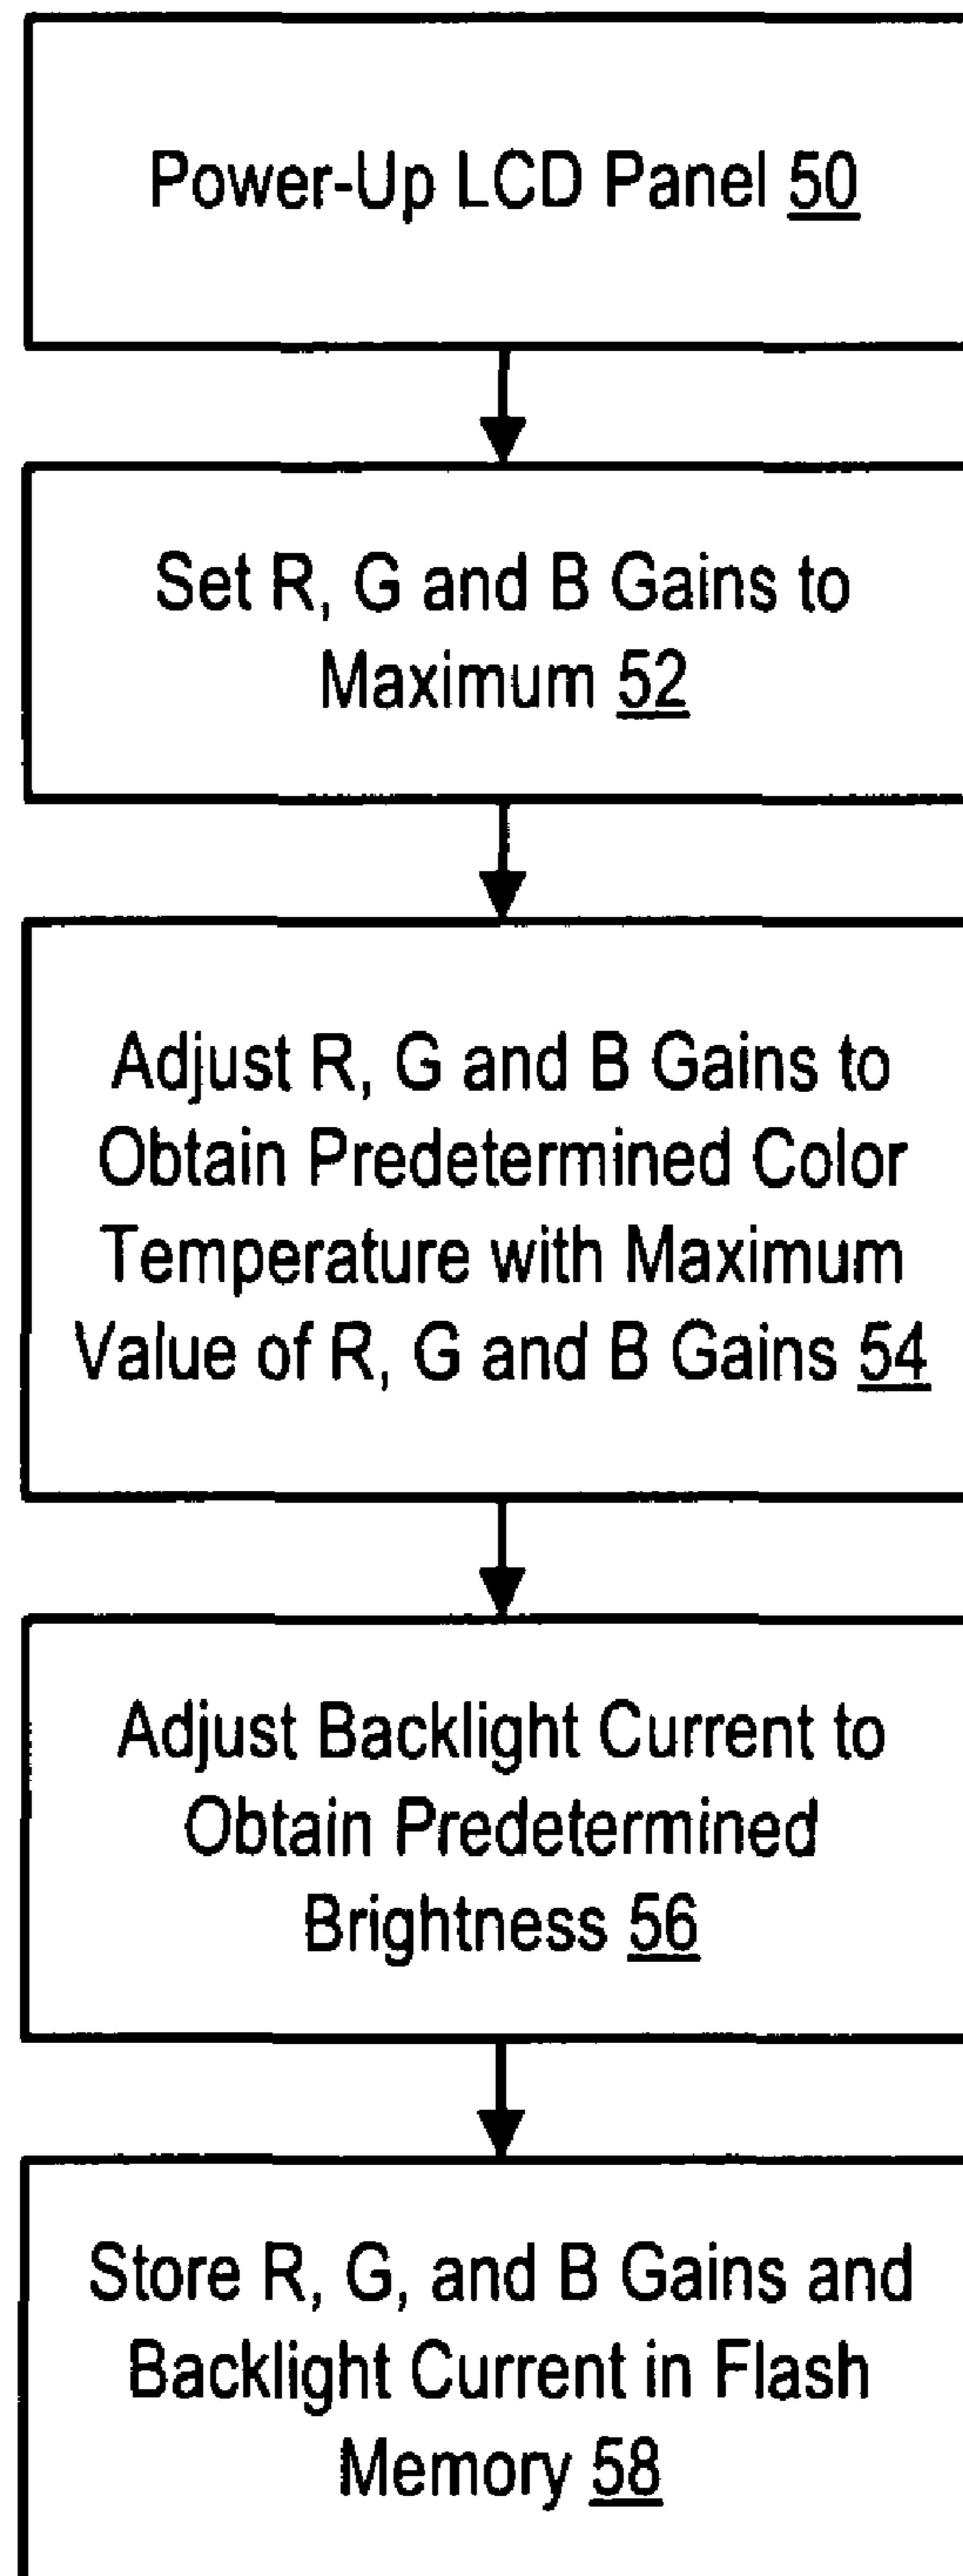 Power-Up LCD Panel 50
Set R, G and B Gains to
Maximum 52
Adjust R, G and B Gains to
Obtain Predetermined Color
Temperature with Maximum
Value of R, G and B Gains 54
Adjust Backlight Current to
Obtain Predetermined
Brightness 56
Store R, G, and B Gains and
Backlight Current in Flash
Memory 58